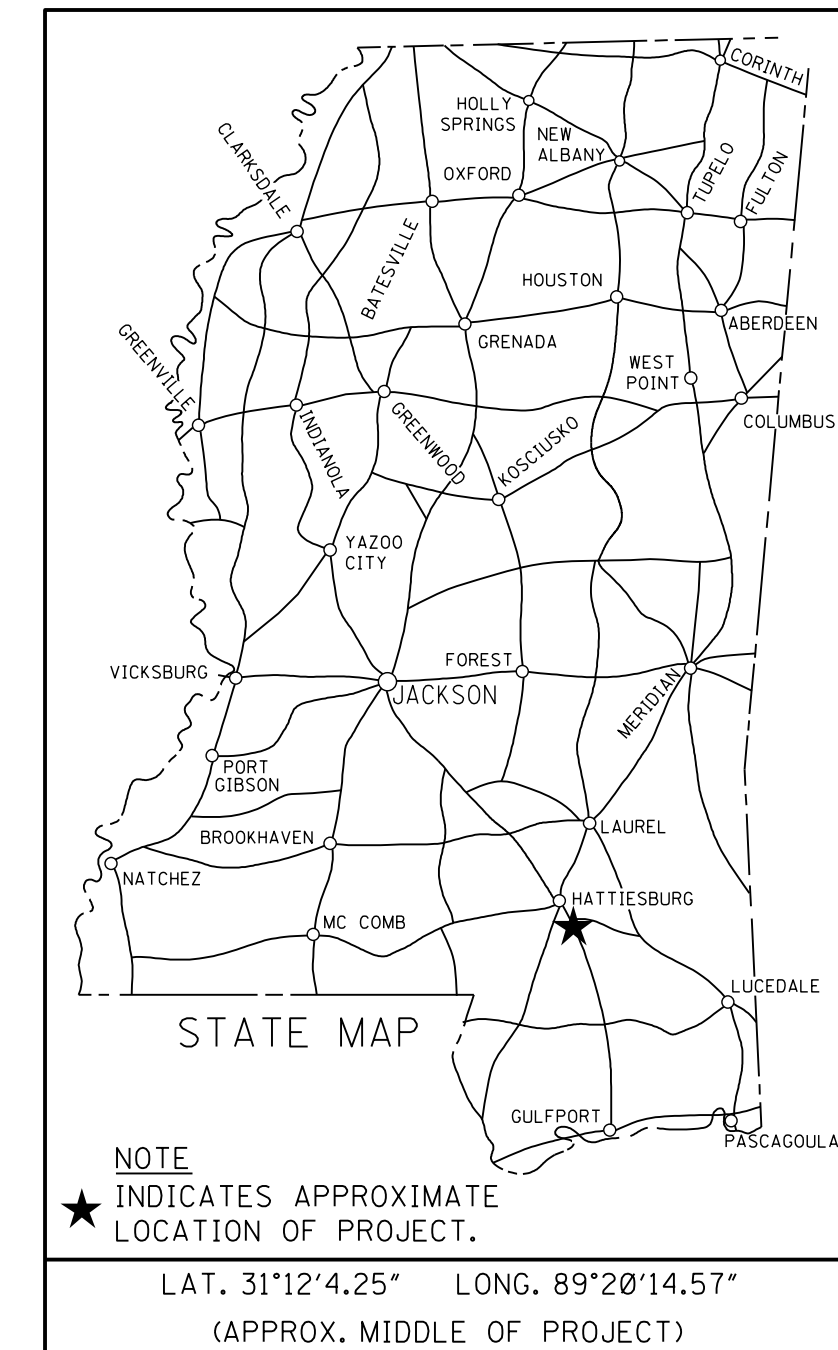 CORINTH
HOLLY
SPRINGS
NEW
ALBANY
CLARKSDALE
OXFORD
TUPELO
FULTON
BATESVILLE
HOUSTON
GREENVILLE
GRENADA
ABERDEEN
WEST
POINT
INDIANOLA
GREENWOOD
KOSCIUSKO
COLUMBUS
YAZOO
CITY
VICKSBURG
FOREST
JACKSON
MERIDIAN
PORT
GIBSON
BROOKHAVEN
LAUREL
NATCHEZ
HATTIESBURG
MC COMB
LUCEDALE
STATE MAP
GULFPORT
PASCAGOULA
NOTE
INDICATES APPROXIMATE
LOCATION OF PROJECT.
LAT. 31°12'4.25" LONG. 89°20'14.57"
(APPROX. MIDDLE OF PROJECT)